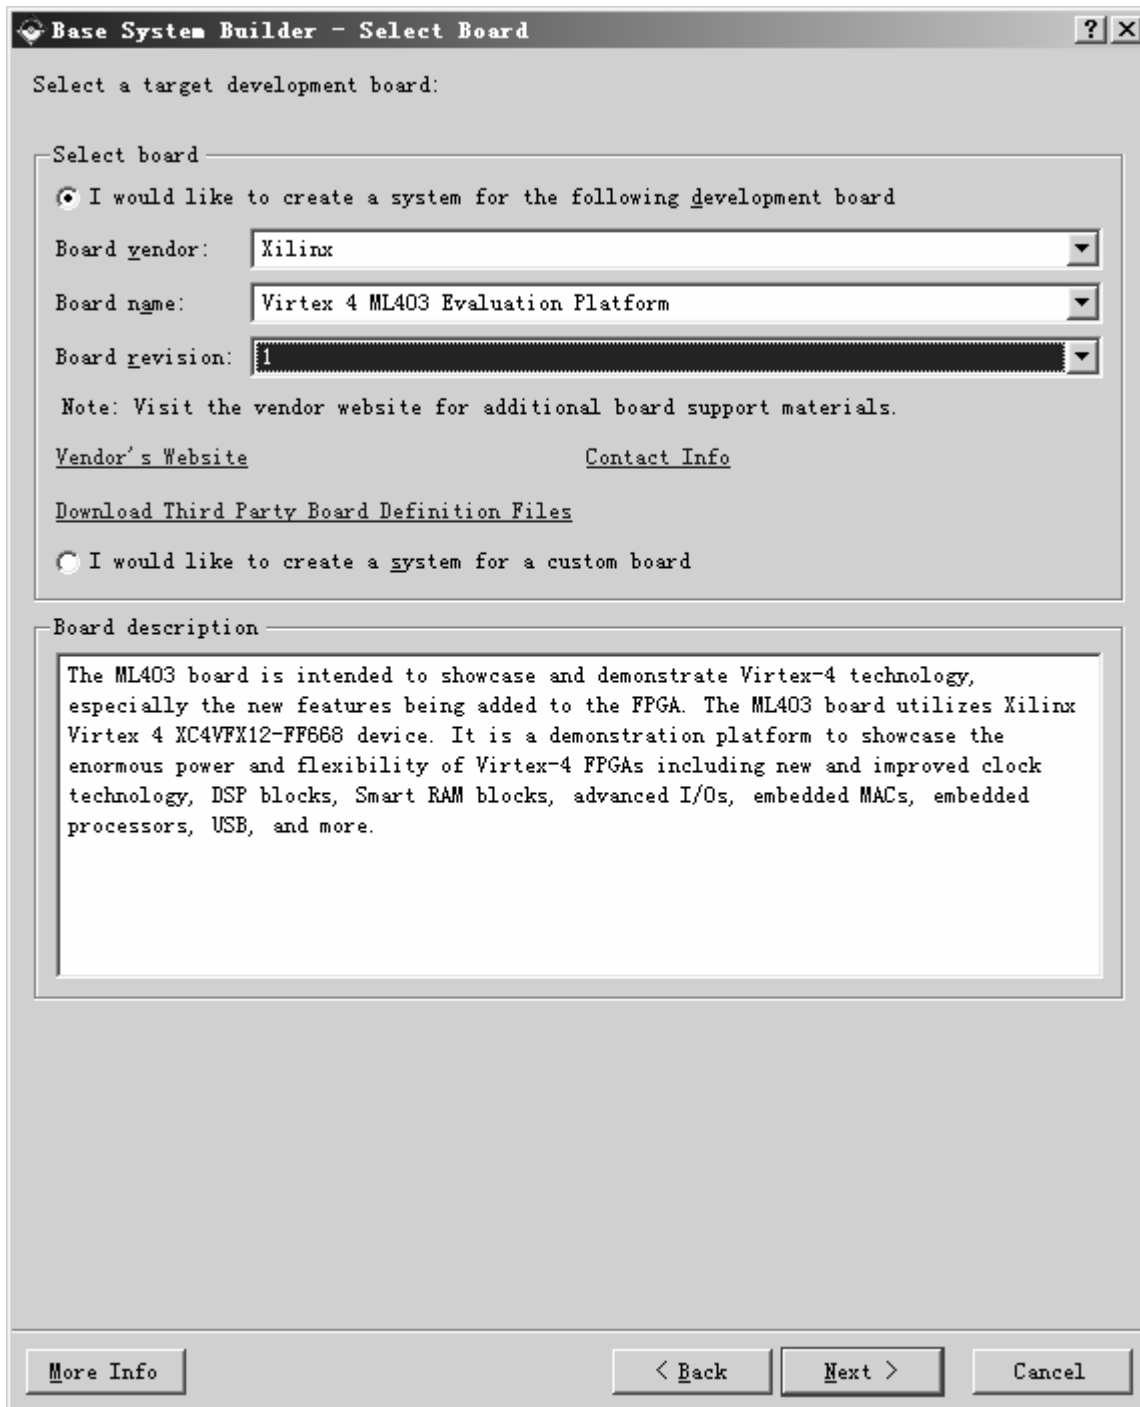 Base System Builder - Select Board
Select a target development board:
Select board
I would like to create a system for the following development board
Board vendor: Xilinx
Board name: Virtex 4 ML403 Evaluation Platform
Board revision: 1
Note: Visit the vendor website for additional board support materials.
Vendor's Website Contact Info
Download Third Party Board Definition Files
I would like to create a system for a custom board
Board description
The ML403 board is intended to showcase and demonstrate Virtex-4 technology,
especially the new features being added to the FPGA. The ML403 board utilizes Xilinx
Virtex 4 XC4VFX12-FF668 device. It is a demonstration platform to showcase the
enormous power and flexibility of Virtex-4 FPGAs including new and improved clock
technology, DSP blocks, Smart RAM blocks, advanced I/Os, embedded MACs, embedded
processors, USB, and more.
More Info < Back Next > Cancel